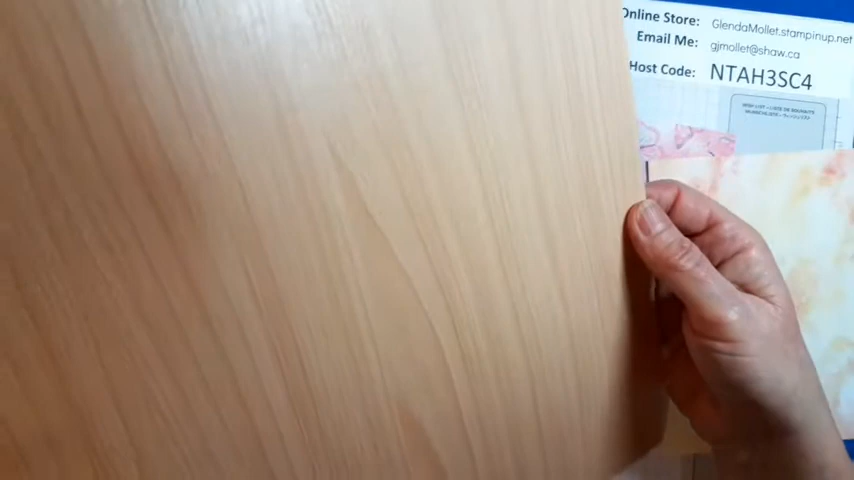 Online Store: GlendaMollet.stampinup.net
Email Me: gjmollet@shaw.ca
Host Code: NTAH3SC4